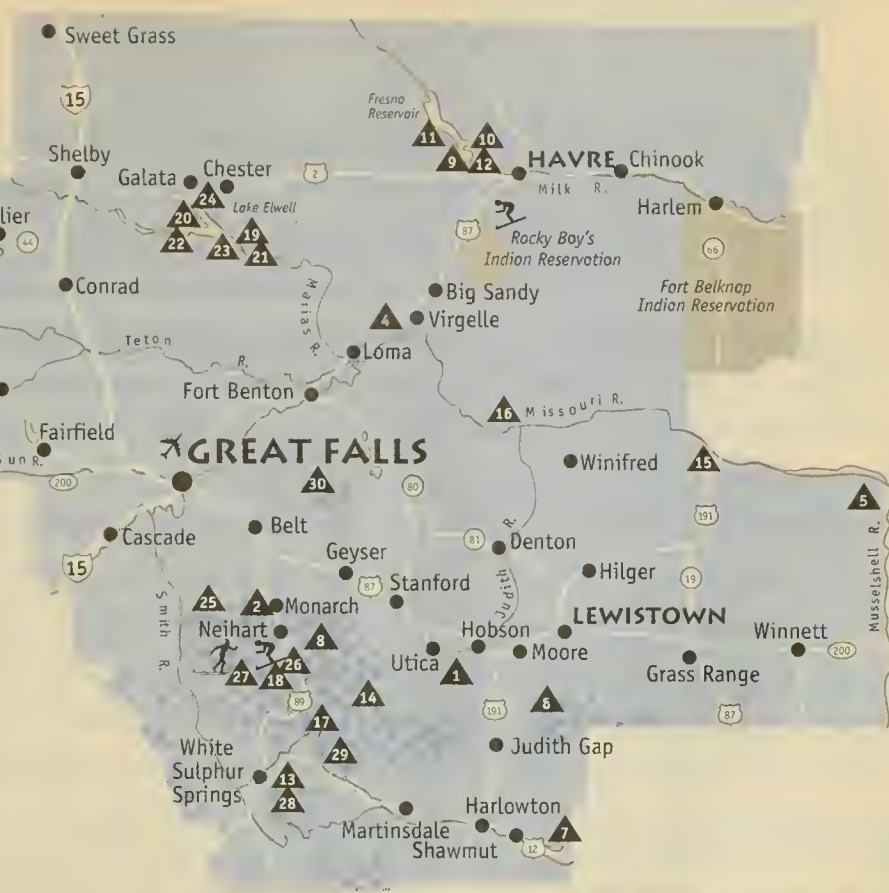 Sweet Grass
15
Fresno
Reservoir
11
10
Shelby
Galata
Chester
2
9
12
HAVRE
Chinook
Milk R.
24
Harlem
lier
44
20
Lake Elwell
19
22
23
21
87
Rocky Boy's
Indian Reservation
66
Fort Belknap
Indian Reservation
Conrad
Marias R.
Big Sandy
4
Virgelle
Teton R.
Loma
Fort Benton
16
Missouri R.
Fairfield
Sun R.
GREAT FALLS
Winifred
15
200
30
80
5
191
Belt
Cascade
81
Denton
15
Geyser
87
Stanford
Judith R.
Hilger
19
Musselshell R.
Smith R.
25
2
Monarch
LEWISTOWN
Neihart
8
Hobson
Winnett
Utica
Moore
200
27
26
18
1
Grass Range
89
14
191
8
87
17
White
Sulphur
Springs
29
Judith Gap
13
28
Martinsdale
Harlowton
Shawmut
7
12